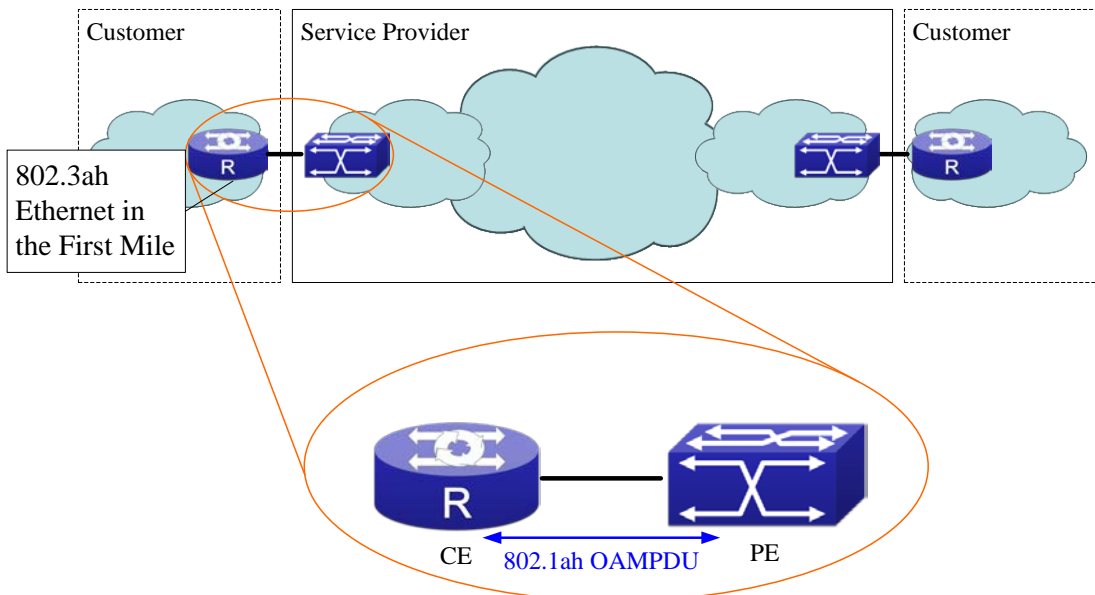 Customer
Service Provider
Customer
R
R
802.3ah
Ethernet in
the First Mile
R
CE
802.1ah OAMPDU
PE